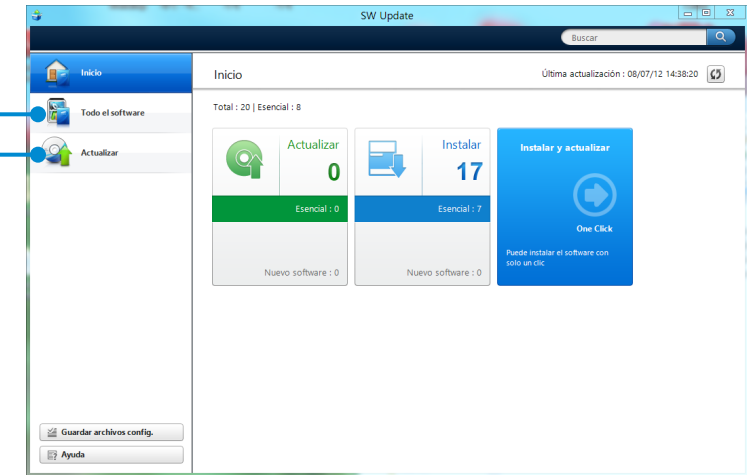 SW Update
Buscar
Inicio
Todo el software
Actualizar
Guardar archivos config.
Ayuda
Inicio
Última actualización : 08/07/12 14:38:20
Total : 20 | Esencial : 8
Actualizar
0
Esencial : 0
Nuevo software : 0
Instalar
17
Esencial : 7
Nuevo software : 0
Instalar y actualizar
One Click
Puede instalar el software con
solo un clic